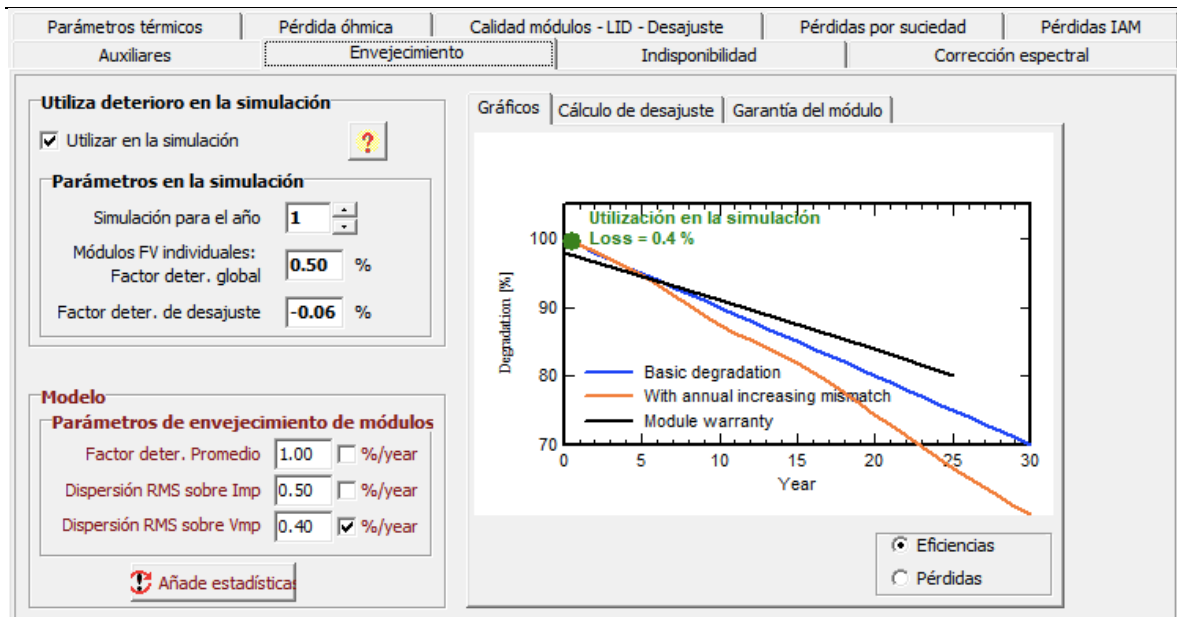 Parámetros térmicos
Pérdida óhmica
Calidad módulos - LID - Desajuste
Pérdidas por suciedad
Pérdidas IAM
Auxiliares
Envejecimiento
Indisponibilidad
Corrección espectral
Utiliza deterioro en la simulación
Utilizar en la simulación
?
Parámetros en la simulación
Simulación para el año 1
Módulos FV individuales:
Factor deter. global 0.50 %
Factor deter. de desajuste -0.06 %
Modelo
Parámetros de envejecimiento de módulos
Factor deter. Promedio 1.00 %/year
Dispersión RMS sobre Imp 0.50 %/year
Dispersión RMS sobre Vmp 0.40 %/year
Añade estadísticas
Gráficos
Cálculo de desajuste
Garantía del módulo
Utilización en la simulación
Loss = 0.4 %
100
90
80
70
Degradation [%]
Basic degradation
With annual increasing mismatch
Module warranty
0 5 10 15 20 25 30
Year
Eficiencias
Pérdidas